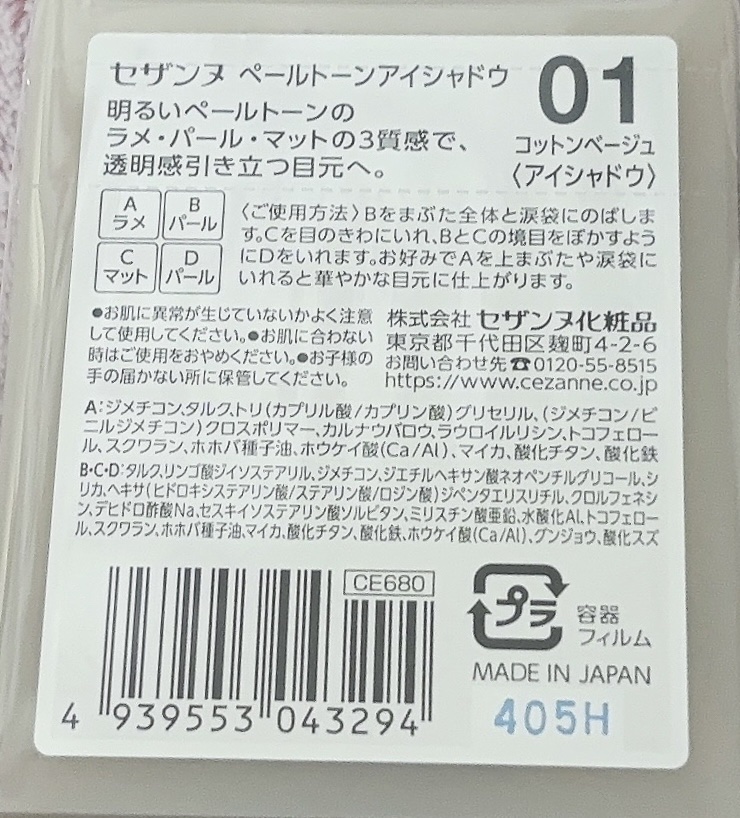 セザンヌ ペールトーンアイシャドウ
01
明るいペールトーンの
ラメ・パール・マットの3質感で、
透明感引き立つ目元へ。
コットンベージュ
〈アイシャドウ〉
A
ラメ
B
パール
C
マット
D
パール
〈ご使用方法〉Bをまぶた全体と涙袋にのばしま
す。Cを目のきわにいれ、BとCの境目をぼかすよう
にDをいれます。お好みでAを上まぶたや涙袋に
いれると華やかな目元に仕上がります。
●お肌に異常が生じていないかよく注意
して使用してください。●お肌に合わない
時はご使用をおやめください。●お子様の
手の届かない所に保管してください。
株式会社 セザンヌ化粧品
東京都千代田区麹町4-2-6
お問い合わせ先☎0120-55-8515
https://www.cezanne.co.jp
A:ジメチコン、タルク、トリ(カプリル酸/カプリン酸)グリセリル、(ジメチコン/ビ
ニルジメチコン)クロスポリマー、カルナウバロウ、ラウロイルリシン、トコフェロー
ル、スクワラン、ホホバ種子油、ホウケイ酸(Ca/Al)、マイカ、酸化チタン、酸化鉄
B・C・D:タルク、リンゴ酸ジイソステアリル、ジメチコン、ジエチルヘキサン酸ネオペンチルグリコール、シ
リカ、ヘキサ(ヒドロキシステアリン酸/ステアリン酸/ロジン酸)ジペンタエリスリチル、クロルフェネシ
ン、デヒドロ酢酸Na、セスキイソステアリン酸ソルビタン、ミリスチン酸亜鉛、水酸化Al、トコフェロー
ル、スクワラン、ホホバ種子油、マイカ、酸化チタン、酸化鉄、ホウケイ酸(Ca/Al)、グンジョウ、酸化スズ
CE680
4 939553 043294
プラ
容器
フィルム
MADE IN JAPAN
405H